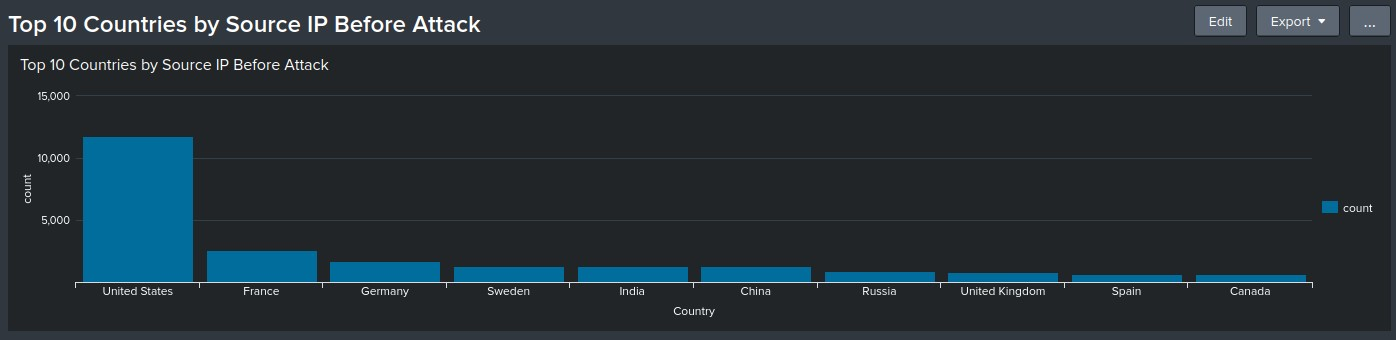 Top 10 Countries by Source IP Before Attack
Edit
Export
...
Top 10 Countries by Source IP Before Attack
15,000
10,000
5,000
count
count
United States
France
Germany
Sweden
India
China
Russia
United Kingdom
Spain
Canada
Country